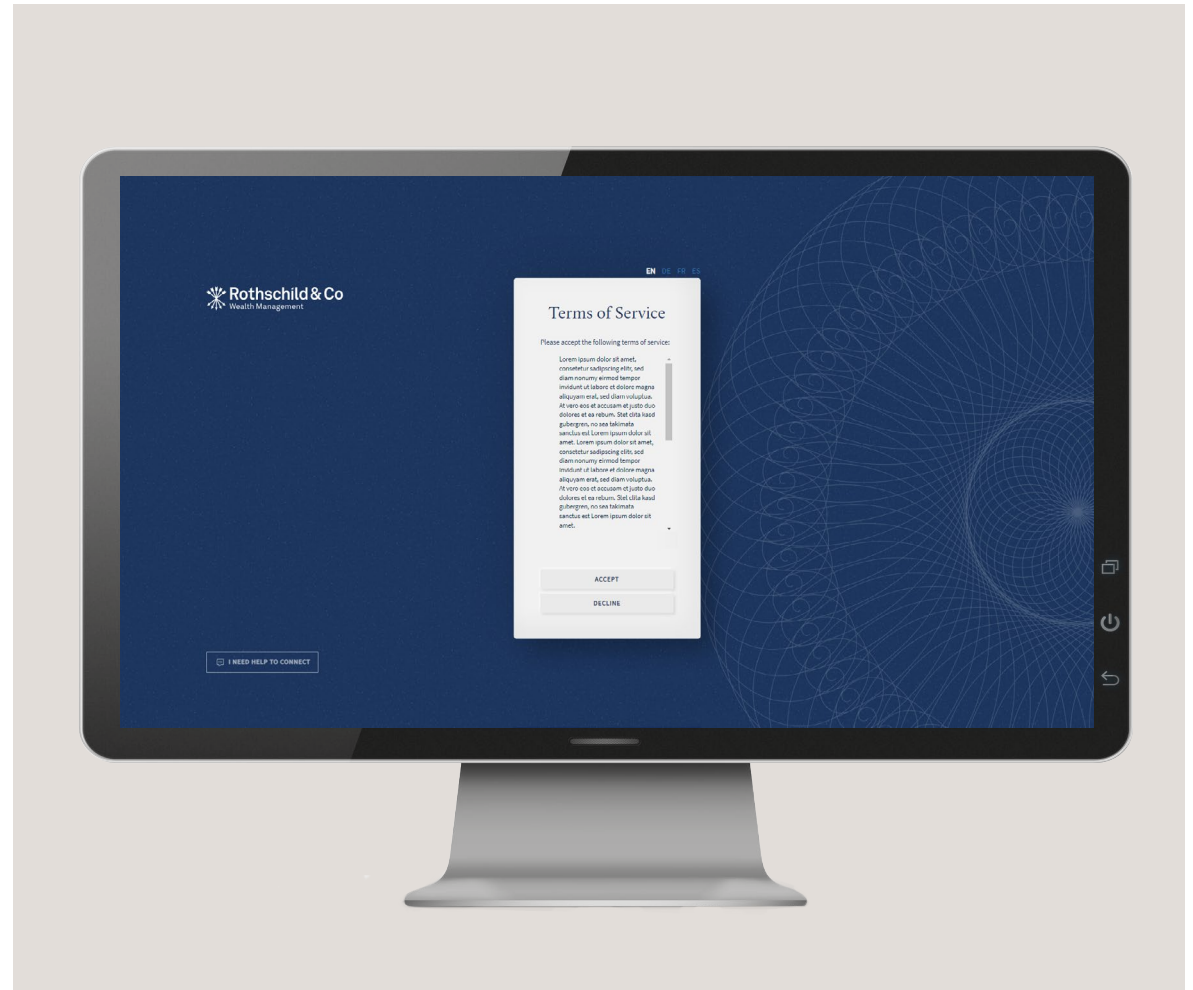 EN DE FR ES
Rothschild & Co
Wealth Management
Terms of Service
Please accept the following terms of service:
Lorem ipsum dolor sit amet,
consetetur sadipscing elitr, sed
diam nonumy eirmod tempor
invidunt ut labore et dolore magna
aliquyam erat, sed diam voluptua.
At vero eos et accusam et justo duo
dolores et ea rebum. Stet clita kasd
gubergren, no sea takimata
sanctus est Lorem ipsum dolor sit
amet. Lorem ipsum dolor sit amet,
consetetur sadipscing elitr, sed
diam nonumy eirmod tempor
invidunt ut labore et dolore magna
aliquyam erat, sed diam voluptua.
At vero eos et accusam et justo duo
dolores et ea rebum. Stet clita kasd
gubergren, no sea takimata
sanctus est Lorem ipsum dolor sit
amet.
ACCEPT
DECLINE
I NEED HELP TO CONNECT